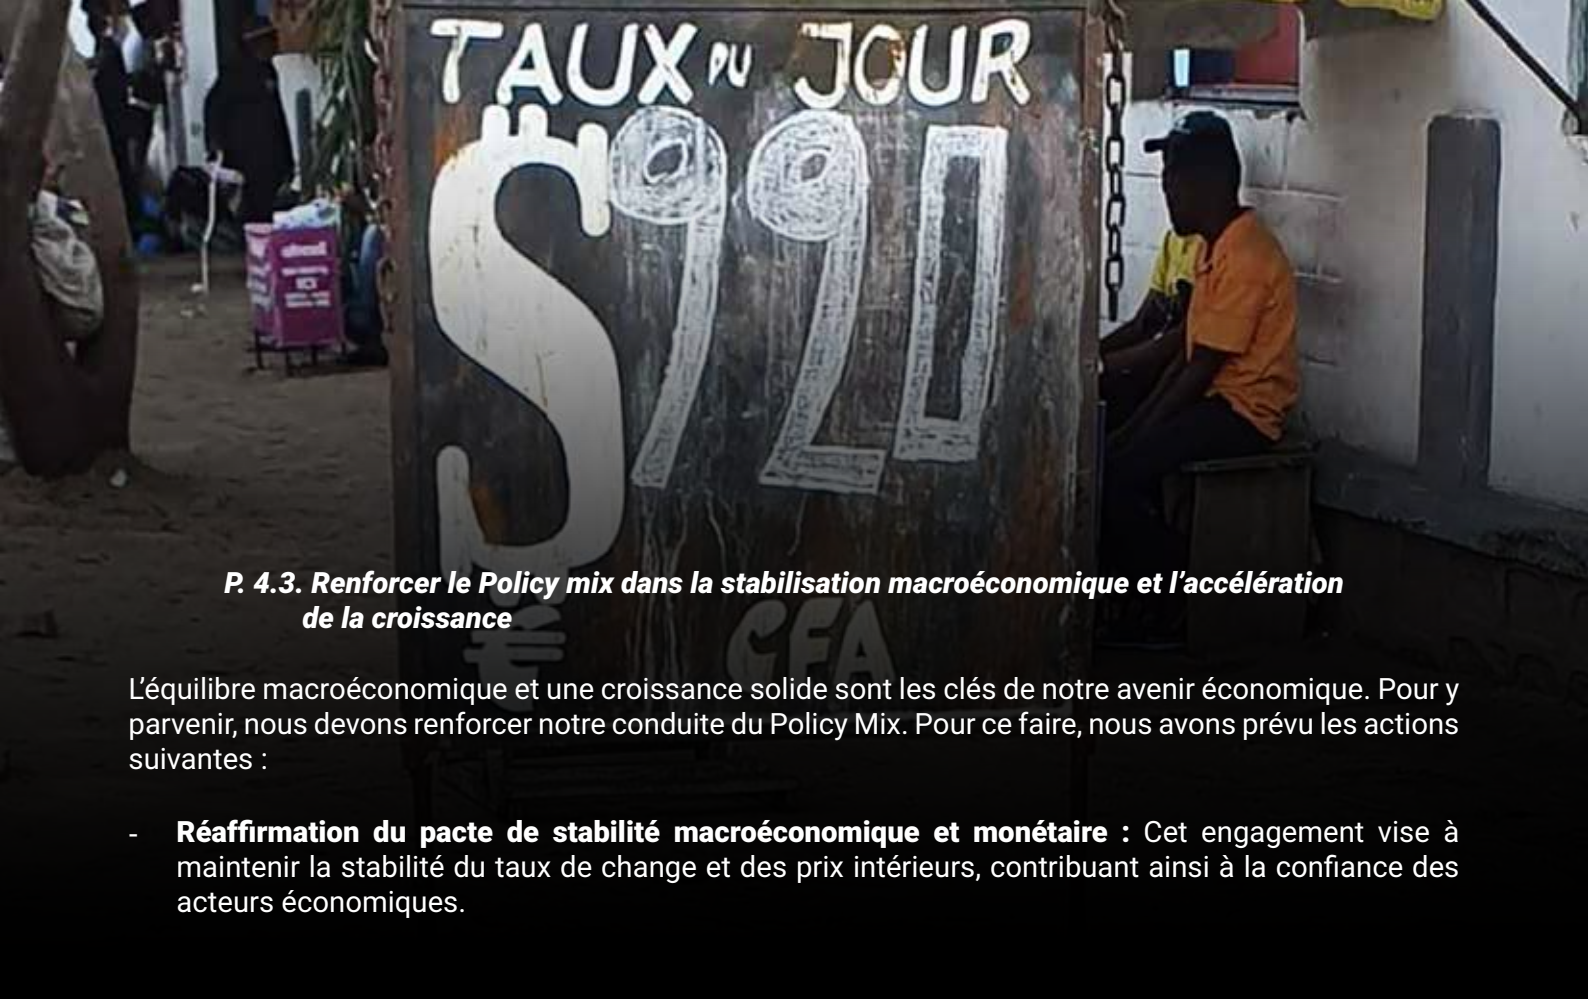 TAUX DU JOUR
$ 920
€ CFA
P. 4.3. Renforcer le Policy mix dans la stabilisation macroéconomique et l’accélération
de la croissance
L’équilibre macroéconomique et une croissance solide sont les clés de notre avenir économique. Pour y
parvenir, nous devons renforcer notre conduite du Policy Mix. Pour ce faire, nous avons prévu les actions
suivantes :
- Réaffirmation du pacte de stabilité macroéconomique et monétaire : Cet engagement vise à
maintenir la stabilité du taux de change et des prix intérieurs, contribuant ainsi à la confiance des
acteurs économiques.